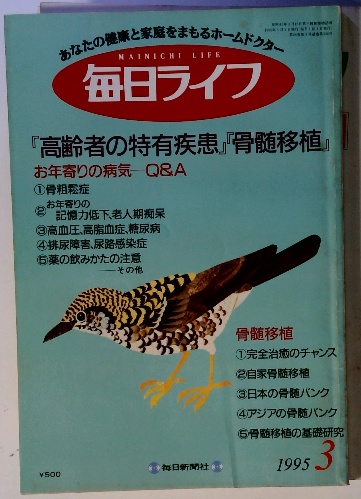 あなたの健康と家庭をまもるホームドクター
MAINICHI LIFE
毎日ライフ
『高齢者の特有疾患』『骨髄移植』
お年寄りの病気—Q&A
①骨粗鬆症
②お年寄りの
記憶力低下、老人期痴呆
③高血圧、高脂血症、糖尿病
④排尿障害、尿路感染症
⑤薬の飲みかたの注意
——その他
骨髄移植
①完全治癒のチャンス
②自家骨髄移植
③日本の骨髄バンク
④アジアの骨髄バンク
⑤骨髄移植の基礎研究
1995 3
¥500
毎日新聞社